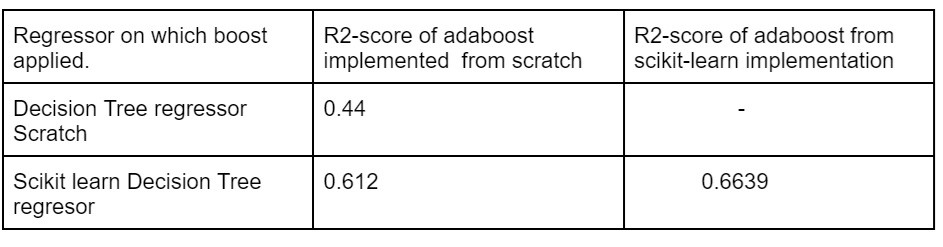 Regressor on which boost applied.
R2-score of adaboost implemented from scratch
R2-score of adaboost from scikit-learn implementation
Decision Tree regressor Scratch
0.44
-
Scikit learn Decision Tree regresor
0.612
0.6639